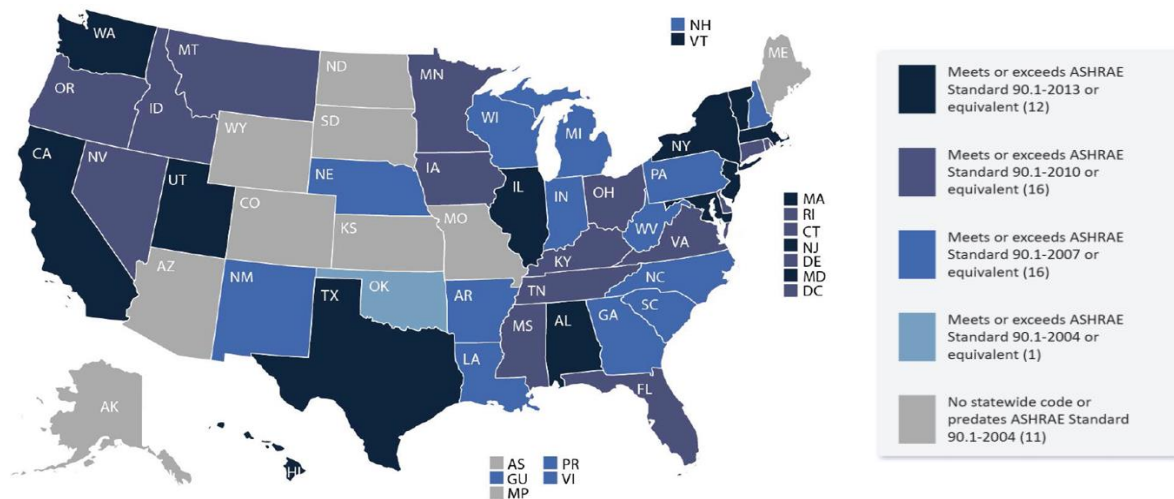 NH
VT
WA
MT
ND
MN
ME
OR
ID
SD
WI
MI
NY
WY
CA
NV
UT
NE
IA
IL
IN
OH
PA
CO
KS
MO
WV
VA
KY
AZ
NM
OK
AR
TN
NC
SC
TX
MS
AL
GA
LA
FL
AK
HI
MA
RI
CT
NJ
DE
MD
DC
AS
PR
GU
VI
MP
Meets or exceeds ASHRAE
Standard 90.1-2013 or
equivalent (12)
Meets or exceeds ASHRAE
Standard 90.1-2010 or
equivalent (16)
Meets or exceeds ASHRAE
Standard 90.1-2007 or
equivalent (16)
Meets or exceeds ASHRAE
Standard 90.1-2004 or
equivalent (1)
No statewide code or
predates ASHRAE Standard
90.1-2004 (11)